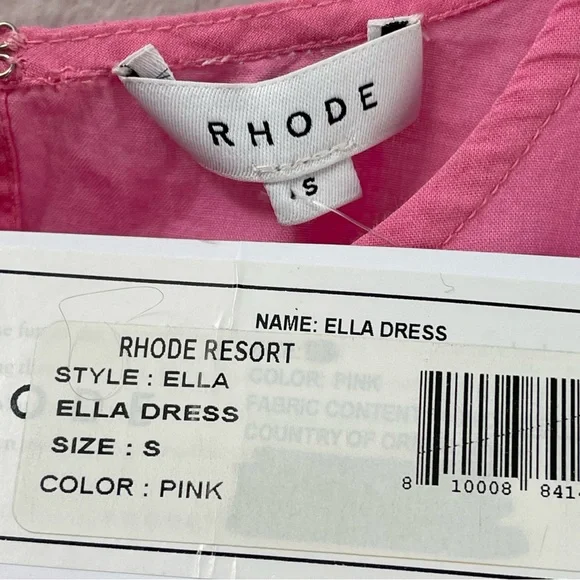 RHODE
S
NAME: ELLA DRESS
RHODE RESORT
STYLE : ELLA
COLOR: PINK
ELLA DRESS
FABRIC CONTENT
COUNTRY OF OR
SIZE : S
COLOR : PINK
8 10008 841